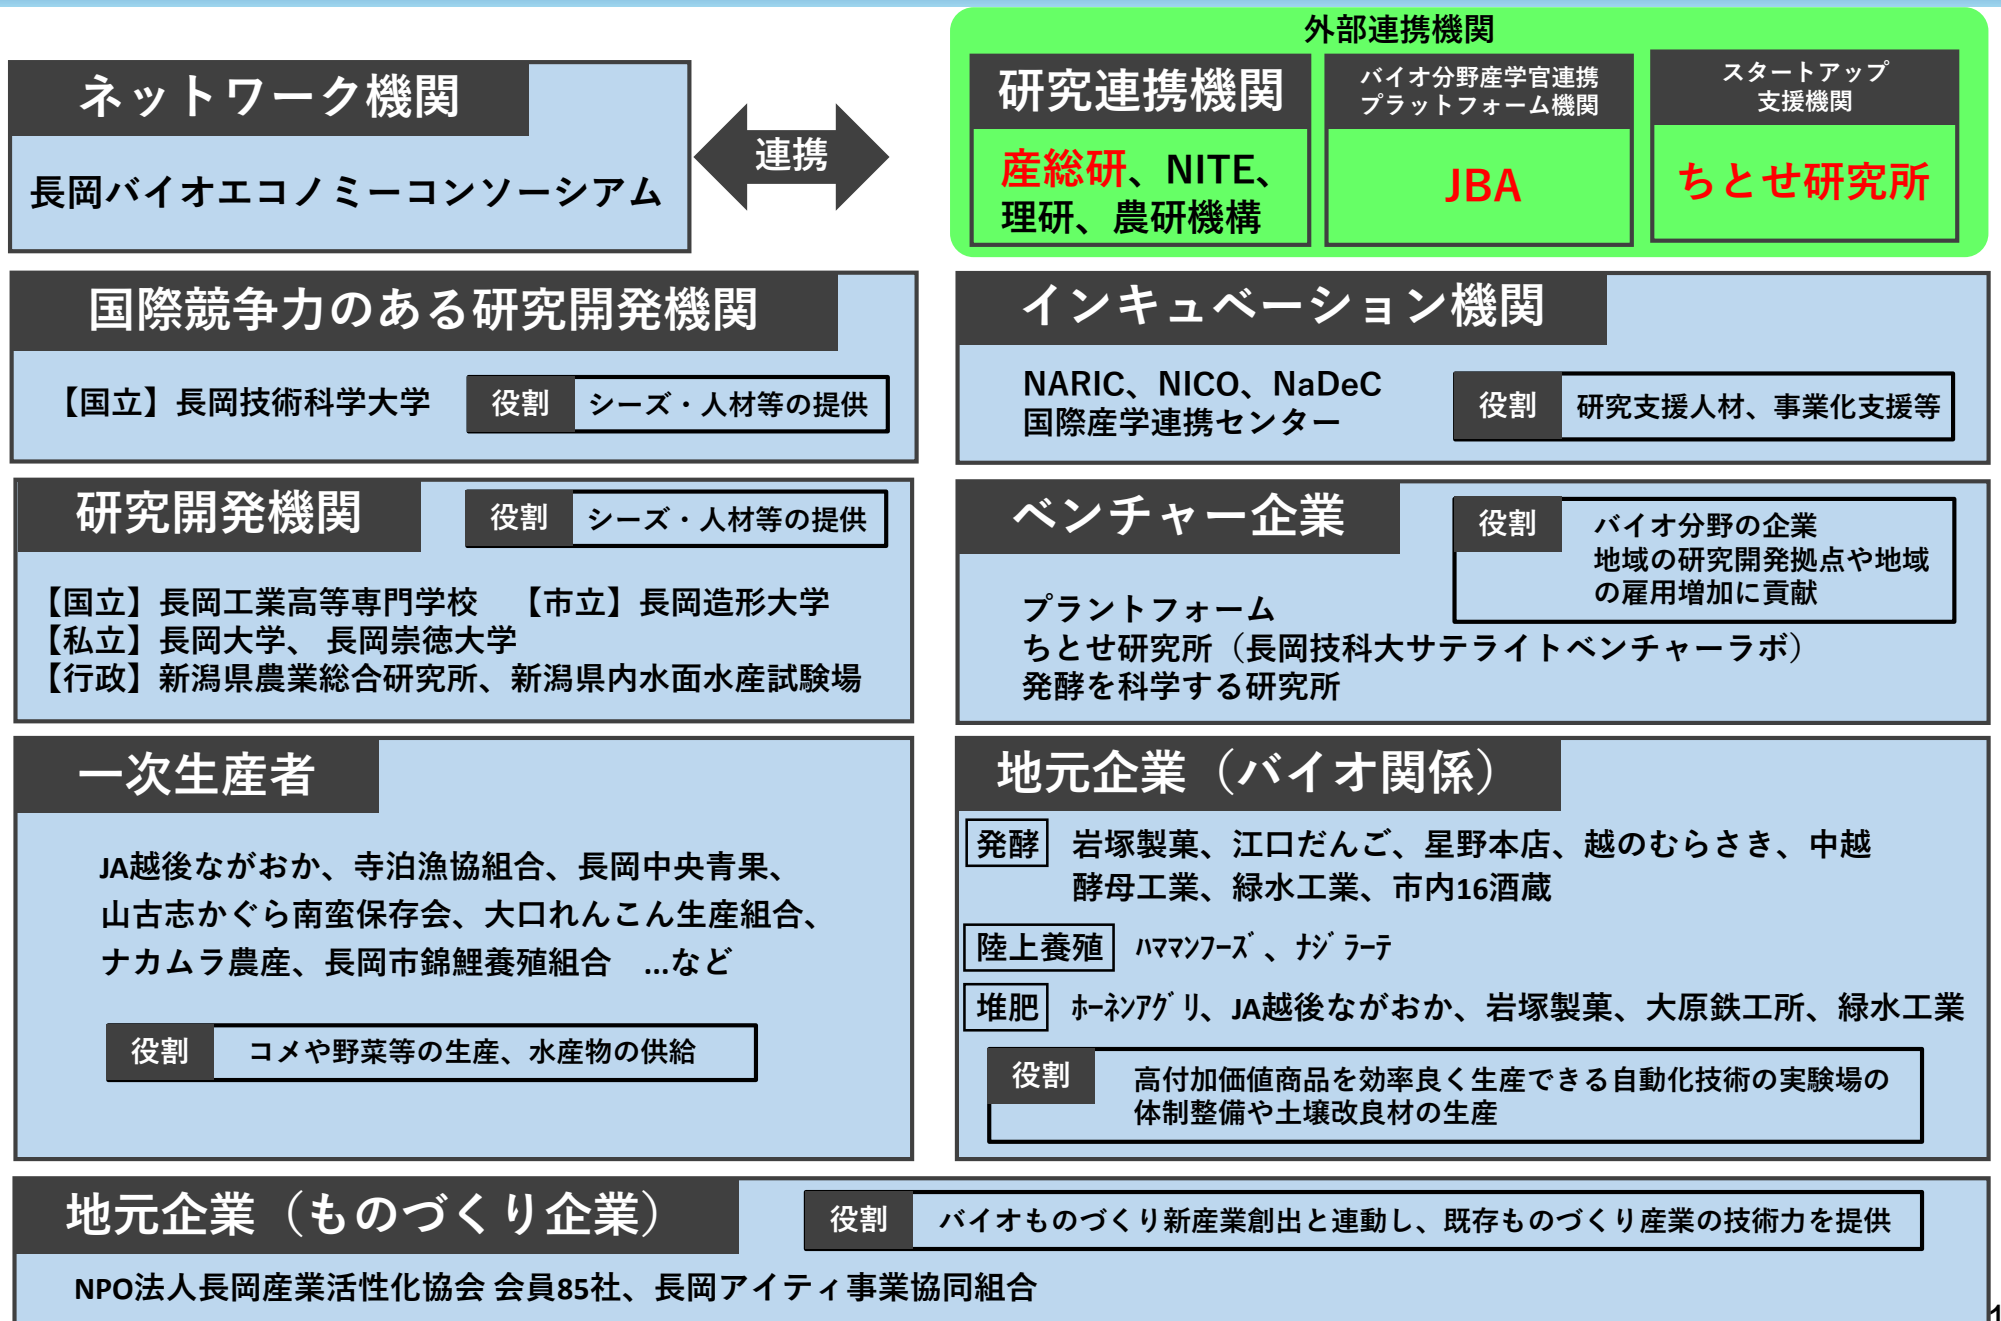 ネットワーク機関
長岡バイオエコノミーコンソーシアム
連携
外部連携機関
研究連携機関
産総研、NITE、
理研、農研機構
バイオ分野産学官連携
プラットフォーム機関
JBA
スタートアップ
支援機関
ちとせ研究所
国際競争力のある研究開発機関
【国立】長岡技術科学大学
役割 シーズ・人材等の提供
インキュベーション機関
NARIC、NICO、NaDeC
国際産学連携センター
役割 研究支援人材、事業化支援等
研究開発機関
役割 シーズ・人材等の提供
【国立】長岡工業高等専門学校 【市立】長岡造形大学
【私立】長岡大学、 長岡崇徳大学
【行政】新潟県農業総合研究所、新潟県内水面水産試験場
ベンチャー企業
役割 バイオ分野の企業
地域の研究開発拠点や地域
の雇用増加に貢献
プラントフォーム
ちとせ研究所（長岡技科大サテライトベンチャーラボ）
発酵を科学する研究所
一次生産者
JA越後ながおか、寺泊漁協組合、長岡中央青果、
山古志かぐら南蛮保存会、大口れんこん生産組合、
ナカムラ農産、長岡市錦鯉養殖組合 …など
役割 コメや野菜等の生産、水産物の供給
地元企業（バイオ関係）
発酵 岩塚製菓、江口だんご、星野本店、越のむらさき、中越
酵母工業、緑水工業、市内16酒蔵
陸上養殖 ﾊﾏﾏﾝﾌｰｽﾞ、ﾅｼﾞﾗｰﾃ
堆肥 ﾎｰﾈﾝｱｸﾞﾘ、JA越後ながおか、岩塚製菓、大原鉄工所、緑水工業
役割 高付加価値商品を効率良く生産できる自動化技術の実験場の
体制整備や土壌改良材の生産
地元企業（ものづくり企業）
役割 バイオものづくり新産業創出と連動し、既存ものづくり産業の技術力を提供
NPO法人長岡産業活性化協会 会員85社、長岡アイティ事業協同組合